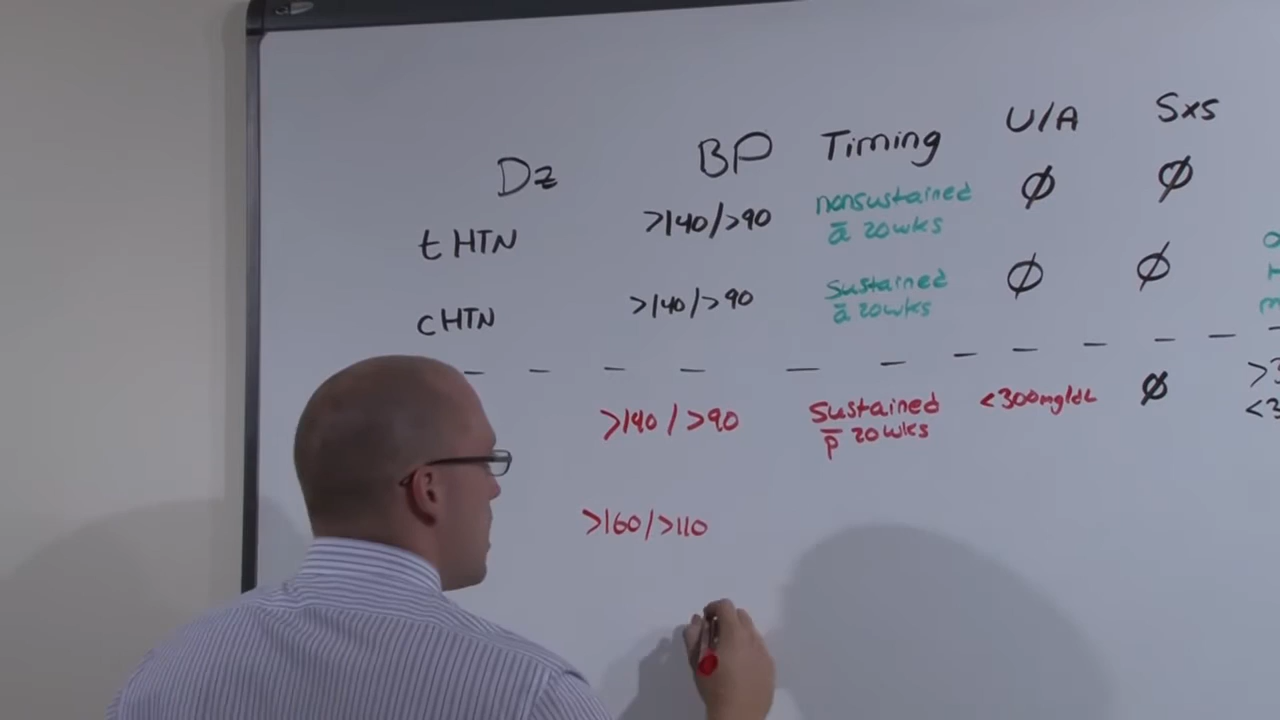 Dz BP Timing U/A Sxs
tHTN >140/>90 nonsustained ∅ ∅
ā 20wks
cHTN >140/>90 Sustained ∅ ∅
ā 20wks
>140/>90 Sustained <300mg/dL ∅
p̄ 20wks
>160/>110